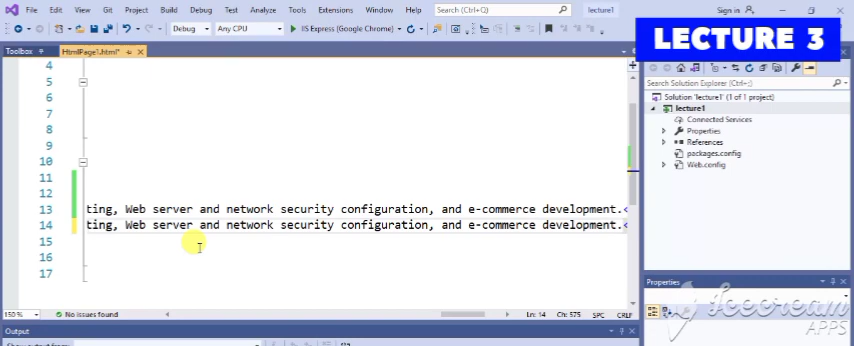 File Edit View Git Project Build Debug Test Analyze Tools Extensions Window Help Search (Ctrl+Q) lecture1 Sign in
Debug Any CPU IIS Express (Google Chrome)
LECTURE 3
Toolbox HtmlPage1.html*
Search Solution Explorer (Ctrl+;)
Solution 'lecture1' (1 of 1 project)
lecture1
Connected Services
Properties
References
packages.config
Web.config
4
5
6
7
8
9
10
11
12
13 ting, Web server and network security configuration, and e-commerce development.<
14 ting, Web server and network security configuration, and e-commerce development.<
15
16
17
Properties
150 % No issues found Ln: 14 Ch: 575 SPC CRLF
Output
Show output from:
Icecream
APPS